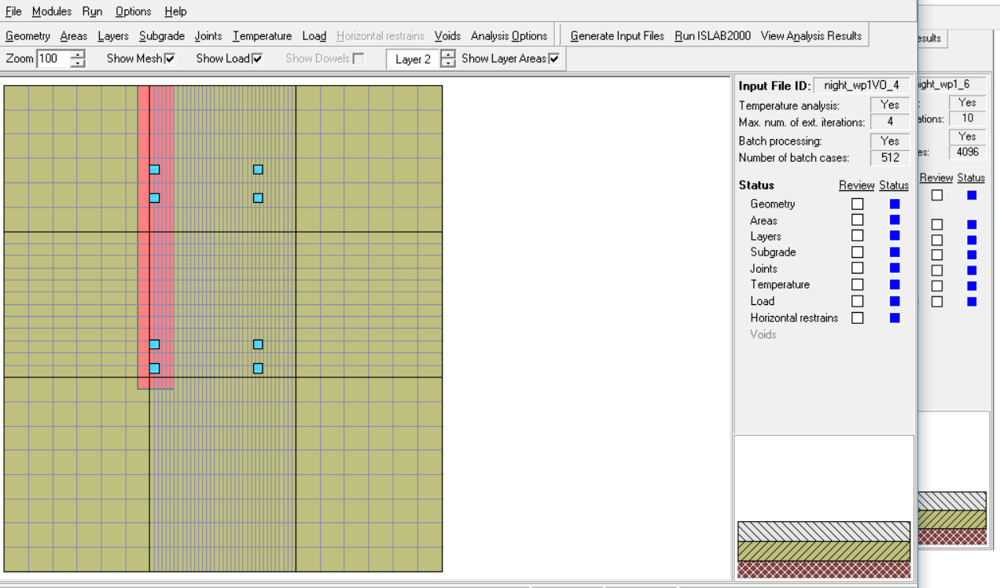 File Modules Run Options Help
Geometry Areas Layers Subgrade Joints Temperature Load Horizontal restrains Voids Analysis Options Generate Input Files Run ISLAB2000 View Analysis Results
Zoom 100 Show Mesh Show Load Show Dowels Layer 2 Show Layer Areas
Input File ID: night_wp1VO_4
Temperature analysis: Yes
Max. num. of ext. iterations: 4
Batch processing: Yes
Number of batch cases: 512
Status Review Status
Geometry
Areas
Layers
Subgrade
Joints
Temperature
Load
Horizontal restrains
Voids
esults
ight_wp1_6
: Yes
ations: 10
Yes
es: 4096
Review Status